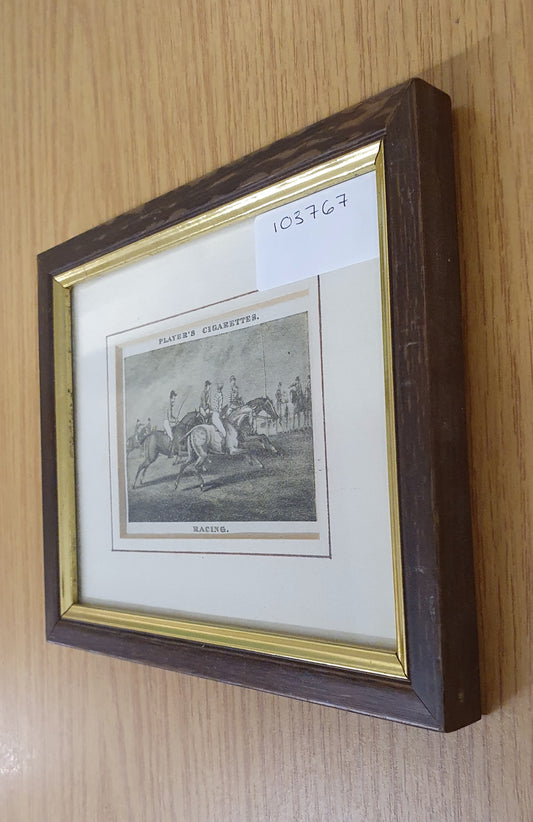 103767
PLAYER'S CIGARETTES.
RACING.